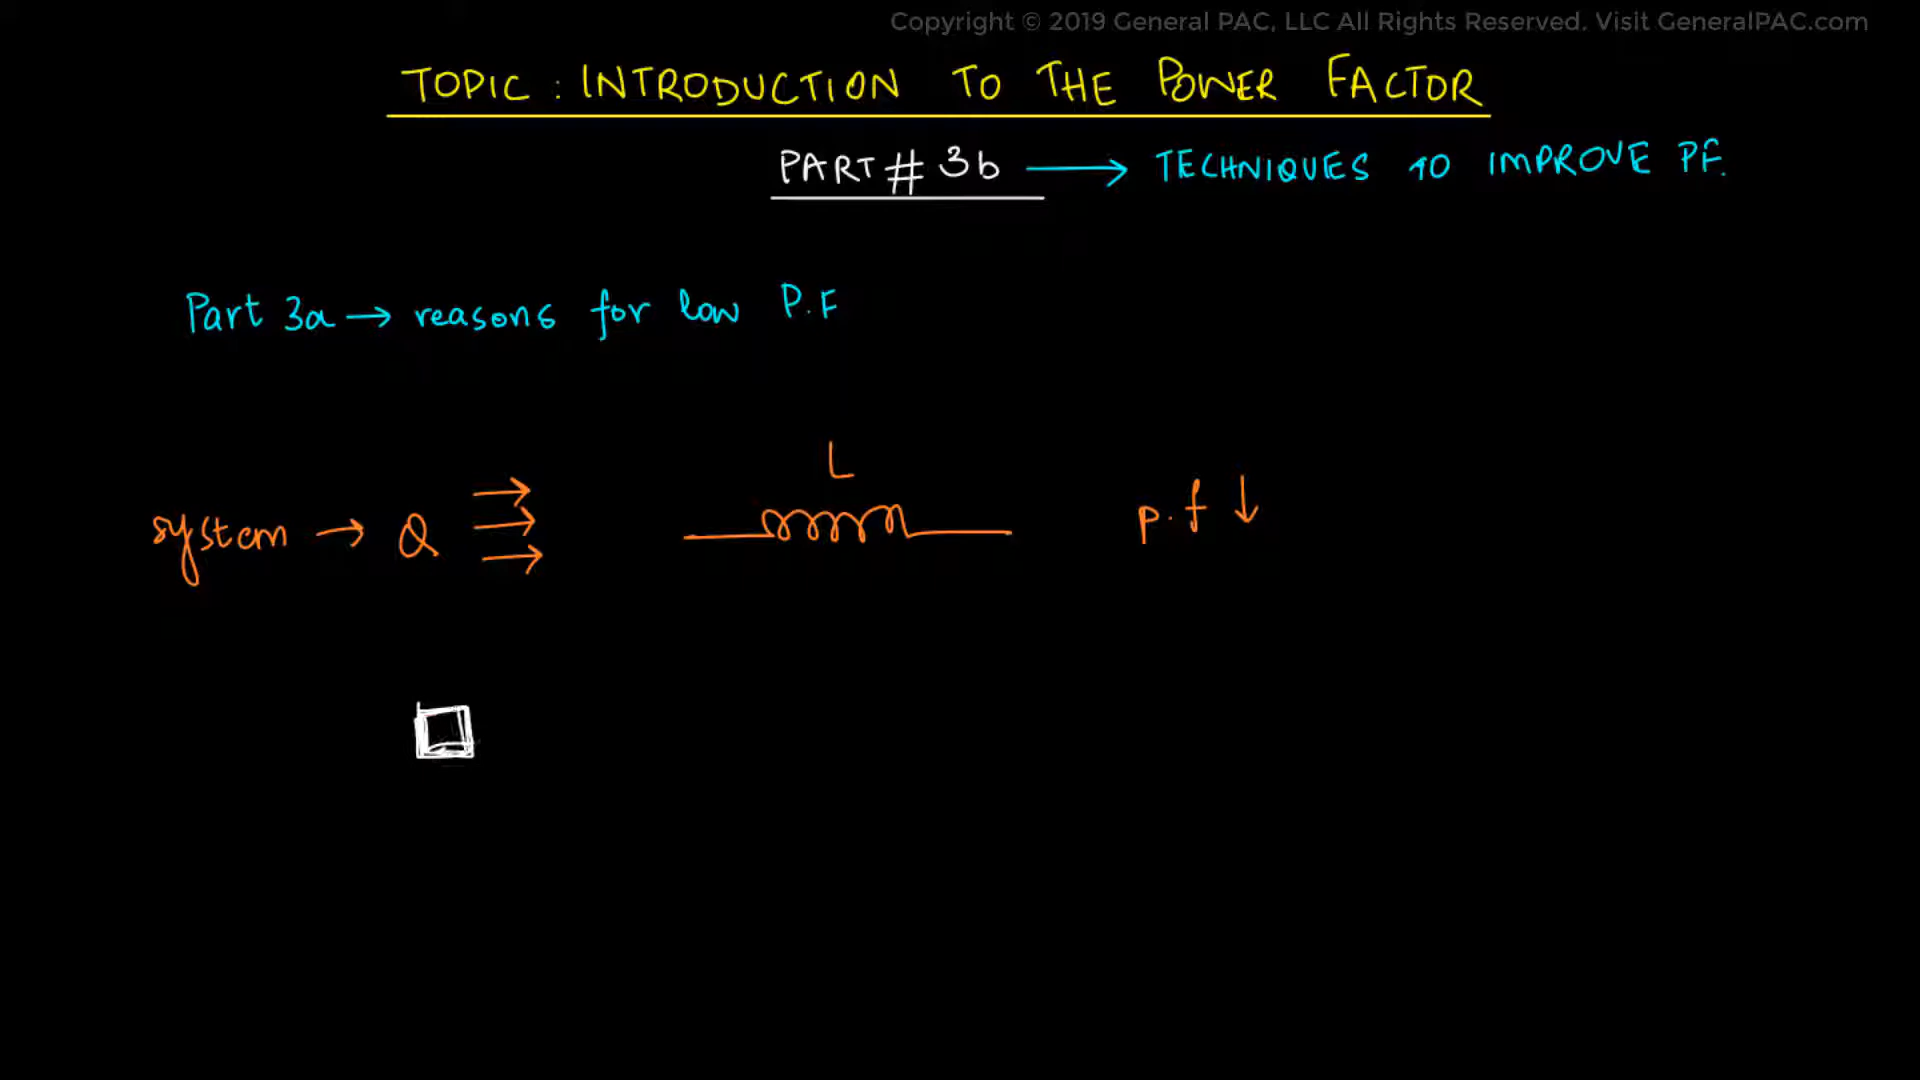 Copyright © 2019 General PAC, LLC All Rights Reserved. Visit GeneralPAC.com
TOPIC : INTRODUCTION TO THE POWER FACTOR
PART # 3b → TECHNIQUES TO IMPROVE PF.
Part 3a → reasons for low P.F
L
system → Q p.f ↓